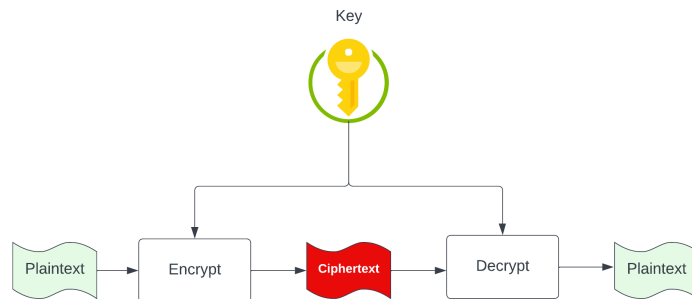 Key
Plaintext
Encrypt
Ciphertext
Decrypt
Plaintext